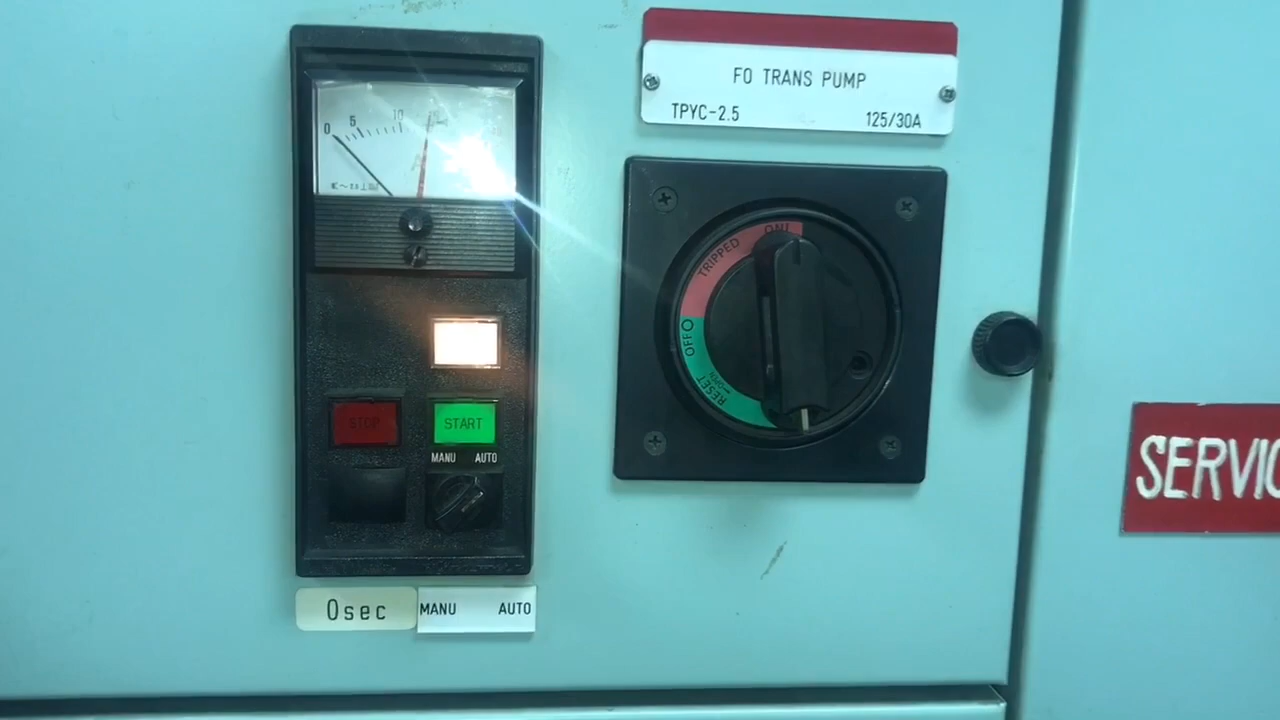 FO TRANS PUMP
TPYC-2.5 125/30A
0 5 10
ON I
TRIPPED
OFF O
RESET
OPEN
STOP START
MANU AUTO
0sec MANU AUTO
SERVIC